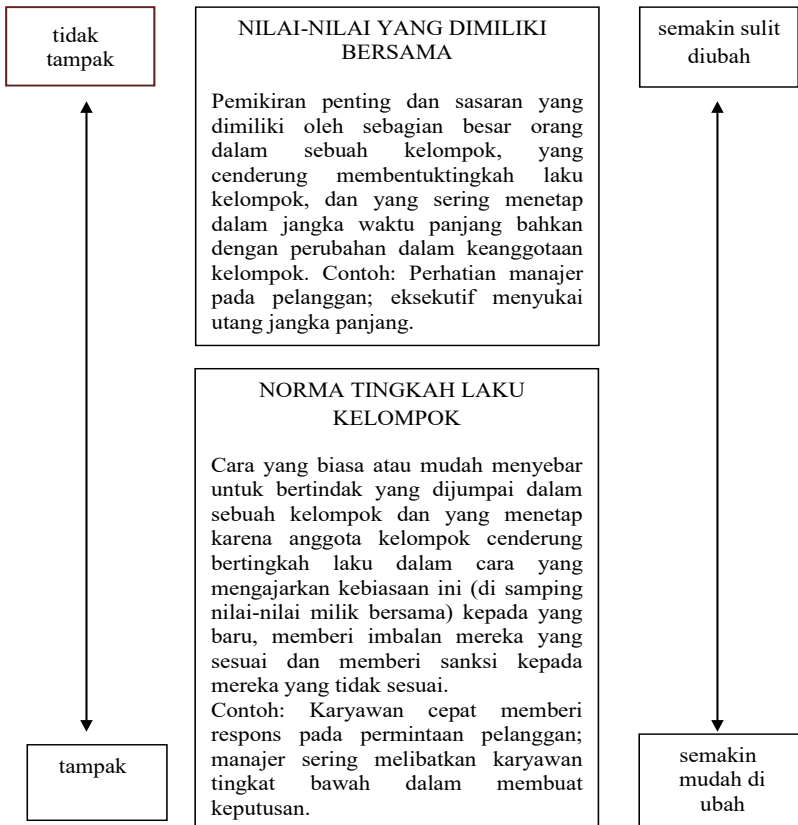 tidak
tampak
NILAI-NILAI YANG DIMILIKI
BERSAMA
Pemikiran penting dan sasaran yang
dimiliki oleh sebagian besar orang
dalam sebuah kelompok, yang
cenderung membentuktingkah laku
kelompok, dan yang sering menetap
dalam jangka waktu panjang bahkan
dengan perubahan dalam keanggotaan
kelompok. Contoh: Perhatian manajer
pada pelanggan; eksekutif menyukai
utang jangka panjang.
semakin sulit
diubah
NORMA TINGKAH LAKU
KELOMPOK
Cara yang biasa atau mudah menyebar
untuk bertindak yang dijumpai dalam
sebuah kelompok dan yang menetap
karena anggota kelompok cenderung
bertingkah laku dalam cara yang
mengajarkan kebiasaan ini (di samping
nilai-nilai milik bersama) kepada yang
baru, memberi imbalan mereka yang
sesuai dan memberi sanksi kepada
mereka yang tidak sesuai.
Contoh: Karyawan cepat memberi
respons pada permintaan pelanggan;
manajer sering melibatkan karyawan
tingkat bawah dalam membuat
keputusan.
tampak
semakin
mudah di
ubah